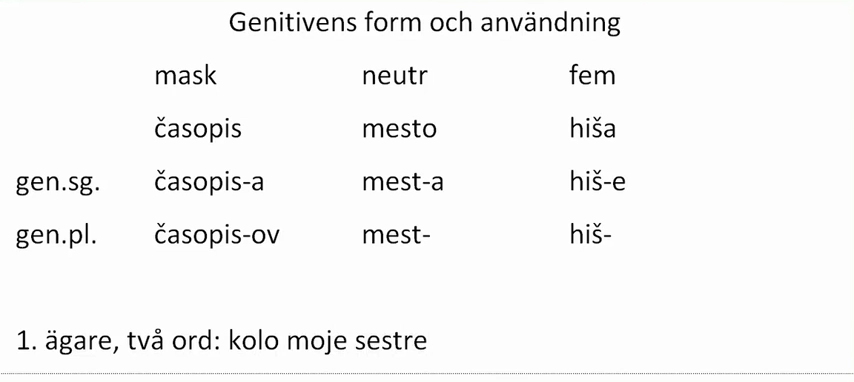 Genitivens form och användning
mask neutr fem
časopis mesto hiša
gen.sg. časopis-a mest-a hiš-e
gen.pl. časopis-ov mest- hiš-
1. ägare, två ord: kolo moje sestre